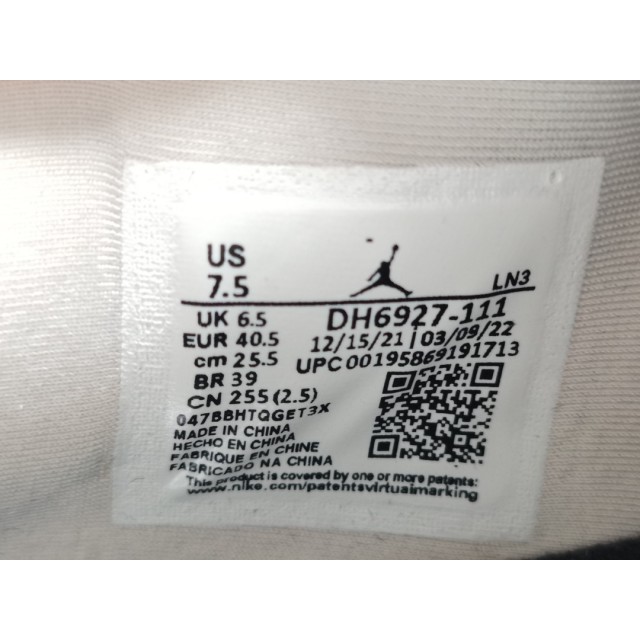 US
7.5
LN3
UK 6.5
DH6927-111
EUR 40.5
12/15/21 | 03/09/22
cm 25.5
UPC 00195869191713
BR 39
CN 255 (2.5)
047BBHTQGET3X
MADE IN CHINA
HECHO EN CHINA
FABRIQUE EN CHINE
FABRICADO NA CHINA
This product is covered by one or more patents:
www.nike.com/patentsvirtualmarking